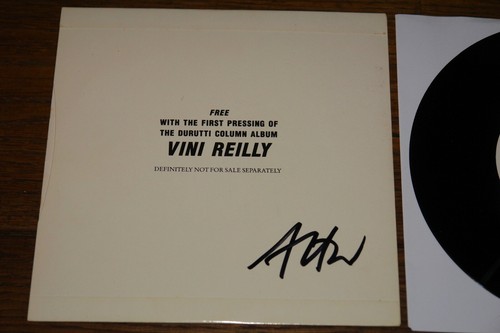 FREE
WITH THE FIRST PRESSING OF
THE DURUTTI COLUMN ALBUM
VINI REILLY
DEFINITELY NOT FOR SALE SEPARATELY